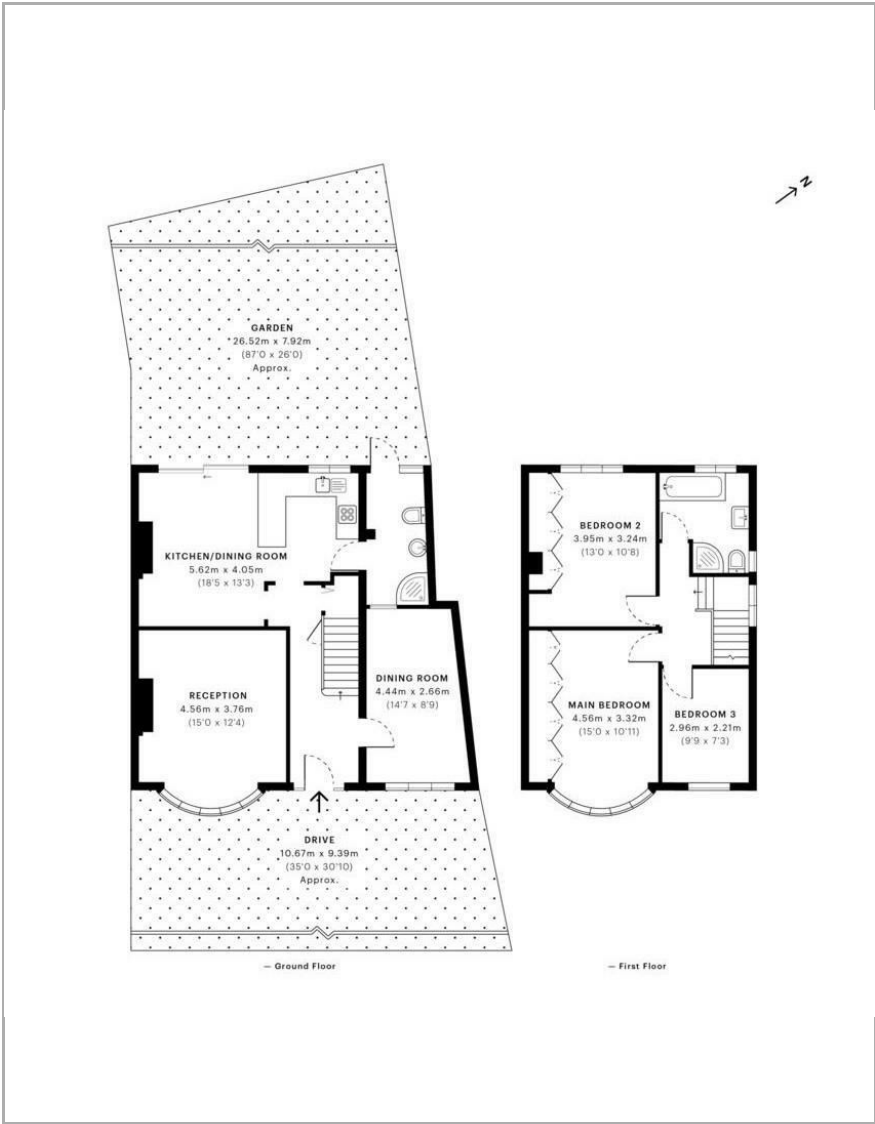 N
GARDEN
26.52m x 7.92m
(87'0 x 26'0)
Approx.
KITCHEN/DINING ROOM
5.62m x 4.05m
(18'5 x 13'3)
BEDROOM 2
3.95m x 3.24m
(13'0 x 10'8)
RECEPTION
4.56m x 3.76m
(15'0 x 12'4)
DINING ROOM
4.44m x 2.66m
(14'7 x 8'9)
MAIN BEDROOM
4.56m x 3.32m
(15'0 x 10'11)
BEDROOM 3
2.96m x 2.21m
(9'9 x 7'3)
DRIVE
10.67m x 9.39m
(35'0 x 30'10)
Approx.
— Ground Floor
— First Floor